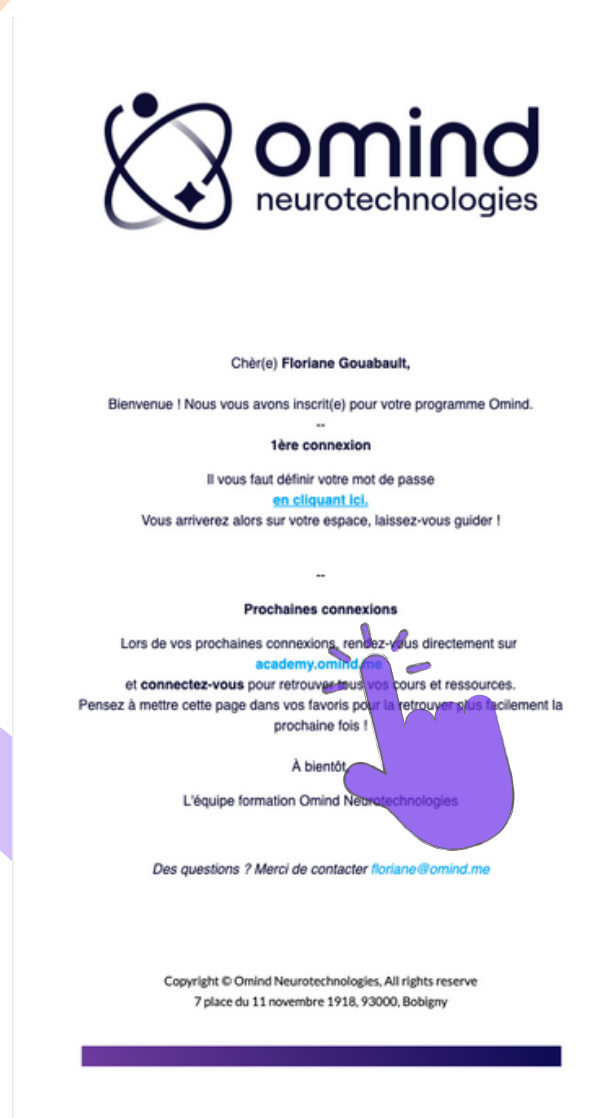 omind
neurotechnologies
Chèr(e) Floriane Gouabault,
Bienvenue ! Nous vous avons inscrit(e) pour votre programme Omind.
--
1ère connexion
Il vous faut définir votre mot de passe
en cliquant ici.
Vous arriverez alors sur votre espace, laissez-vous guider !
--
Prochaines connexions
Lors de vos prochaines connexions, rendez-vous directement sur
academy.omind.me
et connectez-vous pour retrouver tous vos cours et ressources.
Pensez à mettre cette page dans vos favoris pour la retrouver plus facilement la
prochaine fois !
À bientôt,
L'équipe formation Omind Neurotechnologies
Des questions ? Merci de contacter floriane@omind.me
Copyright © Omind Neurotechnologies, All rights reserve
7 place du 11 novembre 1918, 93000, Bobigny